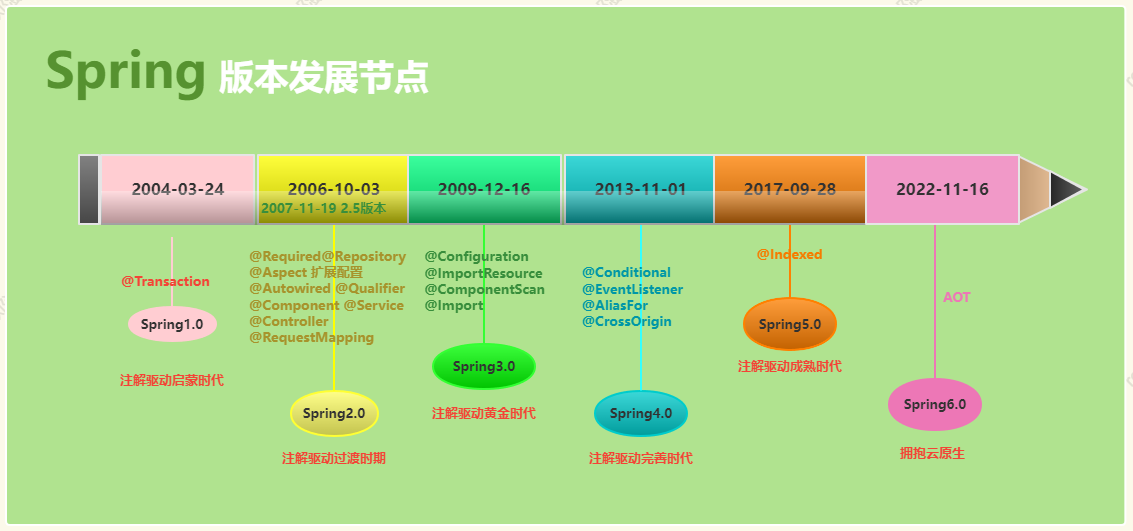 Spring 版本发展节点
2004-03-24
2006-10-03
2007-11-19 2.5版本
2009-12-16
2013-11-01
2017-09-28
2022-11-16
@Transaction
Spring1.0
注解驱动启蒙时代
@Required@Repository
@Aspect 扩展配置
@Autowired @Qualifier
@Component @Service
@Controller
@RequestMapping
Spring2.0
注解驱动过渡时期
@Configuration
@ImportResource
@ComponentScan
@Import
Spring3.0
注解驱动黄金时代
@Conditional
@EventListener
@AliasFor
@CrossOrigin
Spring4.0
注解驱动完善时代
@Indexed
Spring5.0
注解驱动成熟时代
AOT
Spring6.0
拥抱云原生